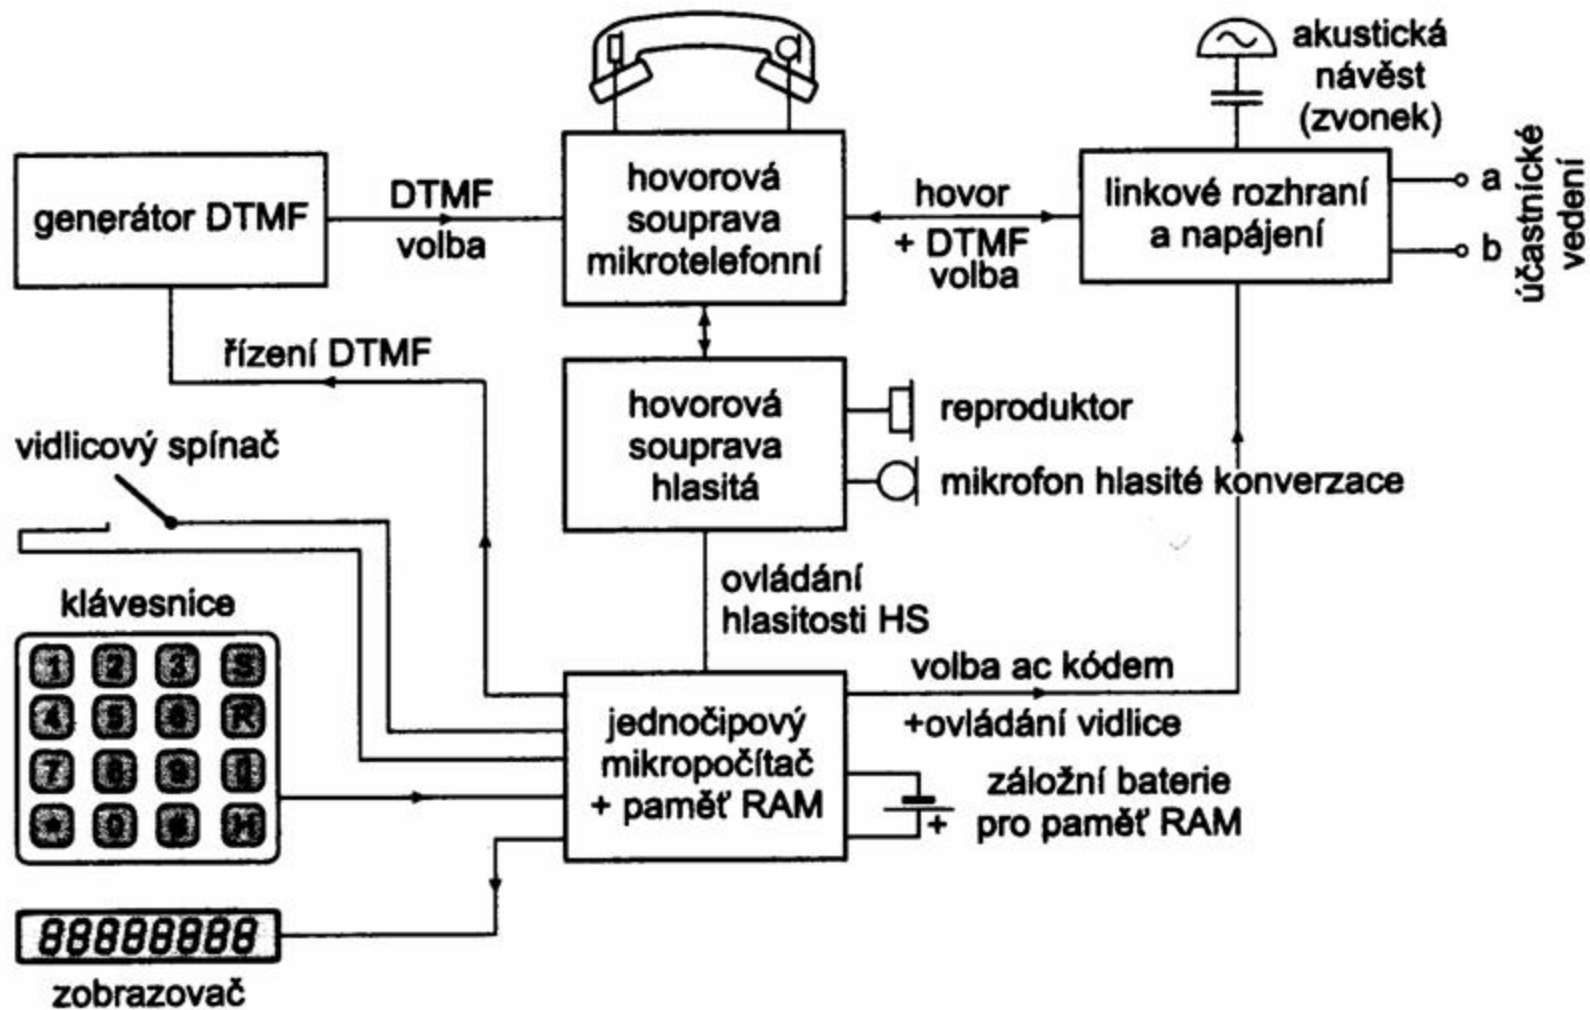 akustická
návěst
(zvonek)
generátor DTMF
DTMF
volba
hovorová
souprava
mikrotelefonní
hovor
+ DTMF
volba
linkové rozhraní
a napájení
a
b
účastnícké
vedení
řízení DTMF
hovorová
souprava
hlasitá
reproduktor
mikrofon hlasité konverzace
vidlicový spínač
ovládání
hlasitosti HS
klávesnice
1 2 3 S
4 5 6 R
7 8 9
* 0 # H
jednočipový
mikropočítač
+ paměť RAM
volba ac kódem
+ovládání vidlice
záložní baterie
pro paměť RAM
+
88888888
zobrazovač